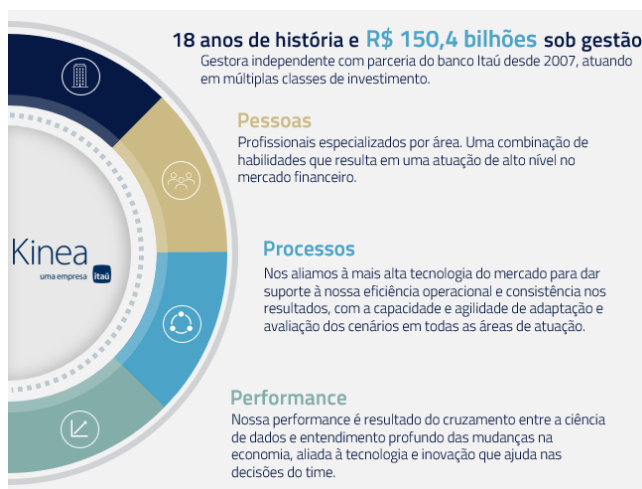 18 anos de história e R$ 150,4 bilhões sob gestão
Gestora independente com parceria do banco Itaú desde 2007, atuando
em múltiplas classes de investimento.
Pessoas
Profissionais especializados por área. Uma combinação de
habilidades que resulta em uma atuação de alto nível no
mercado financeiro.
Kinea
uma empresa itaú
Processos
Nos aliamos à mais alta tecnologia do mercado para dar
suporte à nossa eficiência operacional e consistência nos
resultados, com a capacidade e agilidade de adaptação e
avaliação dos cenários em todas as áreas de atuação.
Performance
Nossa performance é resultado do cruzamento entre a ciência
de dados e entendimento profundo das mudanças na
economia, aliada à tecnologia e inovação que ajuda nas
decisões do time.